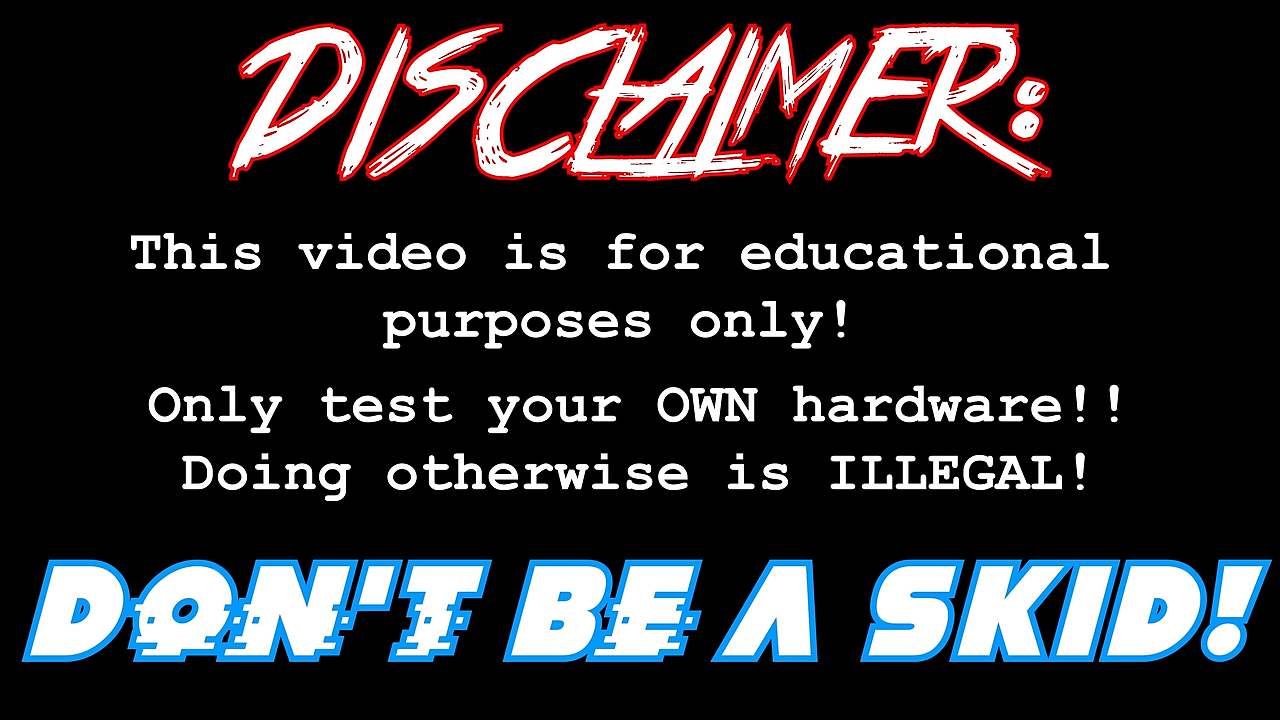 DISCLAIMER:
This video is for educational
purposes only!
Only test your OWN hardware!!
Doing otherwise is ILLEGAL!
DON'T BE A SKID!